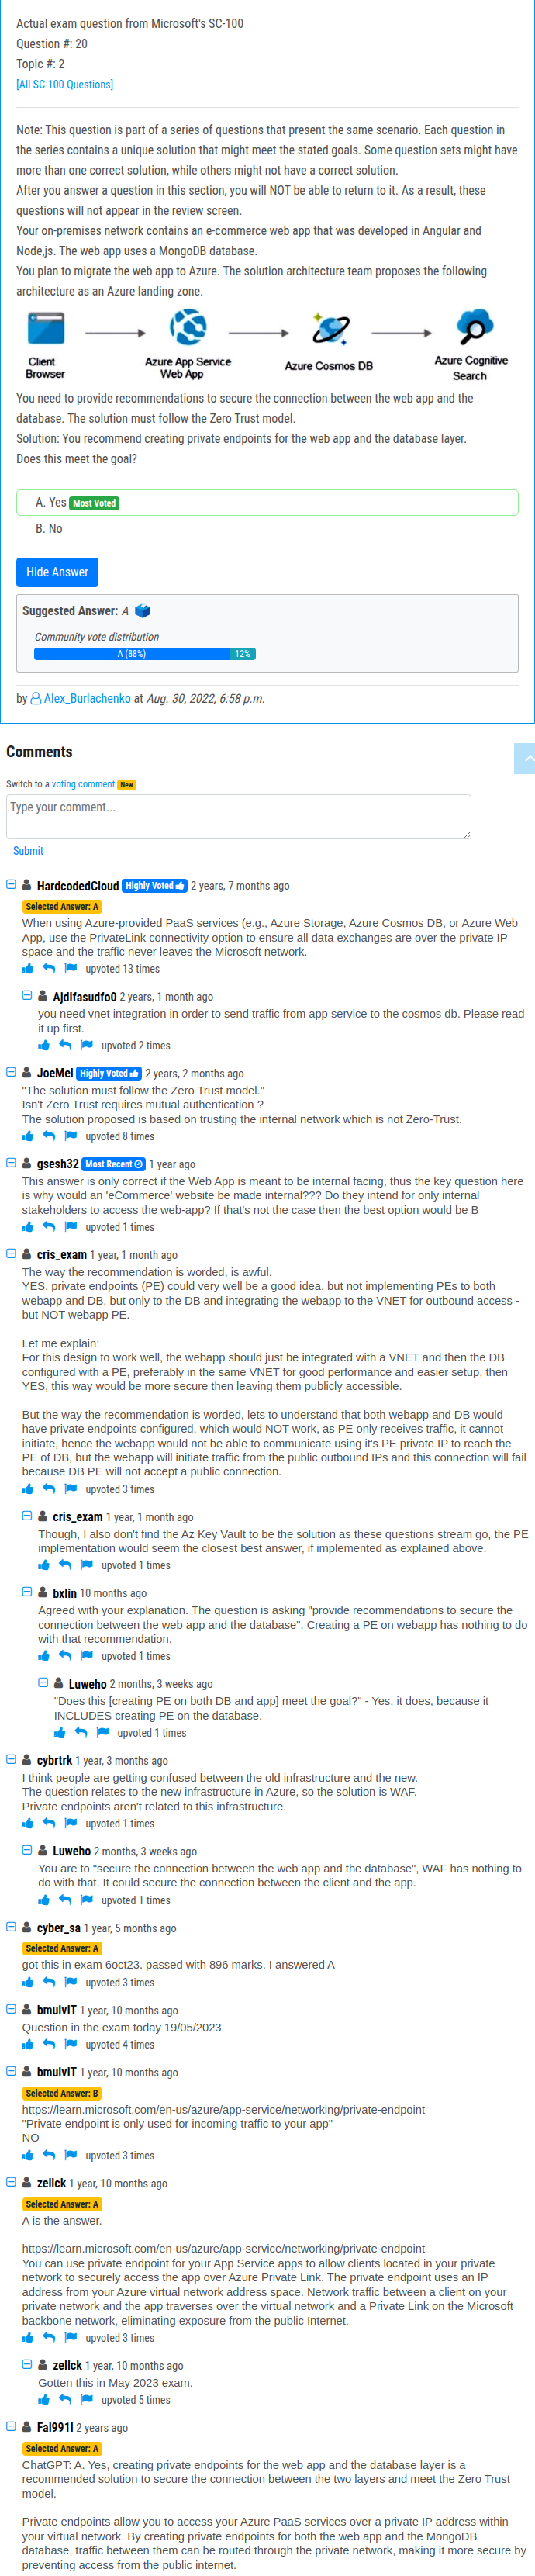 Actual exam question from Microsoft's SC-100
Question #: 20
Topic #: 2
[All SC-100 Questions]
Note: This question is part of a series of questions that present the same scenario. Each question in
the series contains a unique solution that might meet the stated goals. Some question sets might have
more than one correct solution, while others might not have a correct solution.
After you answer a question in this section, you will NOT be able to return to it. As a result, these
questions will not appear in the review screen.
Your on-premises network contains an e-commerce web app that was developed in Angular and
Node,js. The web app uses a MongoDB database.
You plan to migrate the web app to Azure. The solution architecture team proposes the following
architecture as an Azure landing zone.
Client
Browser
Azure App Service
Web App
Azure Cosmos DB
Azure Cognitive
Search
You need to provide recommendations to secure the connection between the web app and the
database. The solution must follow the Zero Trust model.
Solution: You recommend creating private endpoints for the web app and the database layer.
Does this meet the goal?
A. Yes Most Voted
B. No
Hide Answer
Suggested Answer: A
Community vote distribution
A (88%) 12%
by Alex_Burlachenko at Aug. 30, 2022, 6:58 p.m.
Comments
Switch to a voting comment New
Type your comment...
Submit
HardcodedCloud Highly Voted 2 years, 7 months ago
Selected Answer: A
When using Azure-provided PaaS services (e.g., Azure Storage, Azure Cosmos DB, or Azure Web
App, use the PrivateLink connectivity option to ensure all data exchanges are over the private IP
space and the traffic never leaves the Microsoft network.
upvoted 13 times
Ajdlfasudfo0 2 years, 1 month ago
you need vnet integration in order to send traffic from app service to the cosmos db. Please read
it up first.
upvoted 2 times
JoeMel Highly Voted 2 years, 2 months ago
"The solution must follow the Zero Trust model."
Isn't Zero Trust requires mutual authentication ?
The solution proposed is based on trusting the internal network which is not Zero-Trust.
upvoted 8 times
gsesh32 Most Recent 1 year ago
This answer is only correct if the Web App is meant to be internal facing, thus the key question here
is why would an 'eCommerce' website be made internal??? Do they intend for only internal
stakeholders to access the web-app? If that's not the case then the best option would be B
upvoted 1 times
cris_exam 1 year, 1 month ago
The way the recommendation is worded, is awful.
YES, private endpoints (PE) could very well be a good idea, but not implementing PEs to both
webapp and DB, but only to the DB and integrating the webapp to the VNET for outbound access -
but NOT webapp PE.
Let me explain:
For this design to work well, the webapp should just be integrated with a VNET and then the DB
configured with a PE, preferably in the same VNET for good performance and easier setup, then
YES, this way would be more secure then leaving them publicly accessible.
But the way the recommendation is worded, lets to understand that both webapp and DB would
have private endpoints configured, which would NOT work, as PE only receives traffic, it cannot
initiate, hence the webapp would not be able to communicate using it's PE private IP to reach the
PE of DB, but the webapp will initiate traffic from the public outbound IPs and this connection will fail
because DB PE will not accept a public connection.
upvoted 3 times
cris_exam 1 year, 1 month ago
Though, I also don't find the Az Key Vault to be the solution as these questions stream go, the PE
implementation would seem the closest best answer, if implemented as explained above.
upvoted 1 times
bxlin 10 months ago
Agreed with your explanation. The question is asking "provide recommendations to secure the
connection between the web app and the database". Creating a PE on webapp has nothing to do
with that recommendation.
upvoted 1 times
Luweho 2 months, 3 weeks ago
"Does this [creating PE on both DB and app] meet the goal?" - Yes, it does, because it
INCLUDES creating PE on the database.
upvoted 1 times
cybrtrk 1 year, 3 months ago
I think people are getting confused between the old infrastructure and the new.
The question relates to the new infrastructure in Azure, so the solution is WAF.
Private endpoints aren't related to this infrastructure.
upvoted 1 times
Luweho 2 months, 3 weeks ago
You are to "secure the connection between the web app and the database", WAF has nothing to
do with that. It could secure the connection between the client and the app.
upvoted 1 times
cyber_sa 1 year, 5 months ago
Selected Answer: A
got this in exam 6oct23. passed with 896 marks. I answered A
upvoted 3 times
bmulvIT 1 year, 10 months ago
Question in the exam today 19/05/2023
upvoted 4 times
bmulvIT 1 year, 10 months ago
Selected Answer: B
https://learn.microsoft.com/en-us/azure/app-service/networking/private-endpoint
"Private endpoint is only used for incoming traffic to your app"
NO
upvoted 3 times
zellck 1 year, 10 months ago
Selected Answer: A
A is the answer.
https://learn.microsoft.com/en-us/azure/app-service/networking/private-endpoint
You can use private endpoint for your App Service apps to allow clients located in your private
network to securely access the app over Azure Private Link. The private endpoint uses an IP
address from your Azure virtual network address space. Network traffic between a client on your
private network and the app traverses over the virtual network and a Private Link on the Microsoft
backbone network, eliminating exposure from the public Internet.
upvoted 3 times
zellck 1 year, 10 months ago
Gotten this in May 2023 exam.
upvoted 5 times
Fal991l 2 years ago
Selected Answer: A
ChatGPT: A. Yes, creating private endpoints for the web app and the database layer is a
recommended solution to secure the connection between the two layers and meet the Zero Trust
model.
Private endpoints allow you to access your Azure PaaS services over a private IP address within
your virtual network. By creating private endpoints for both the web app and the MongoDB
database, traffic between them can be routed through the private network, making it more secure by
preventing access from the public internet.